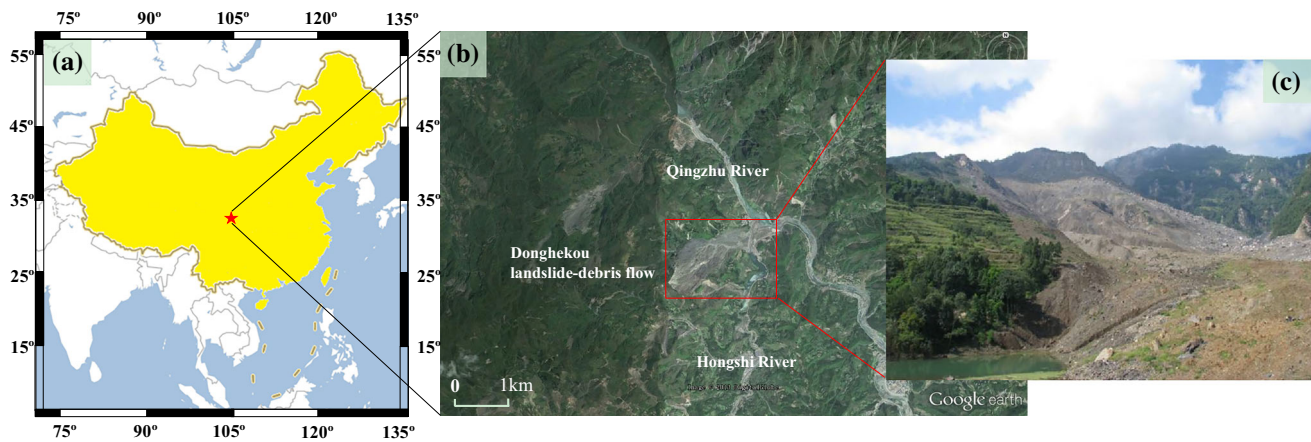 75º 90º 105º 120º 135º
(a)
55º
45º
35º
25º
15º
55º
45º
35º
25º
15º
75º 90º 105º 120º 135º
(b)
Qingzhu River
Donghekou
landslide-debris flow
Hongshi River
0 1km
Google earth
(c)